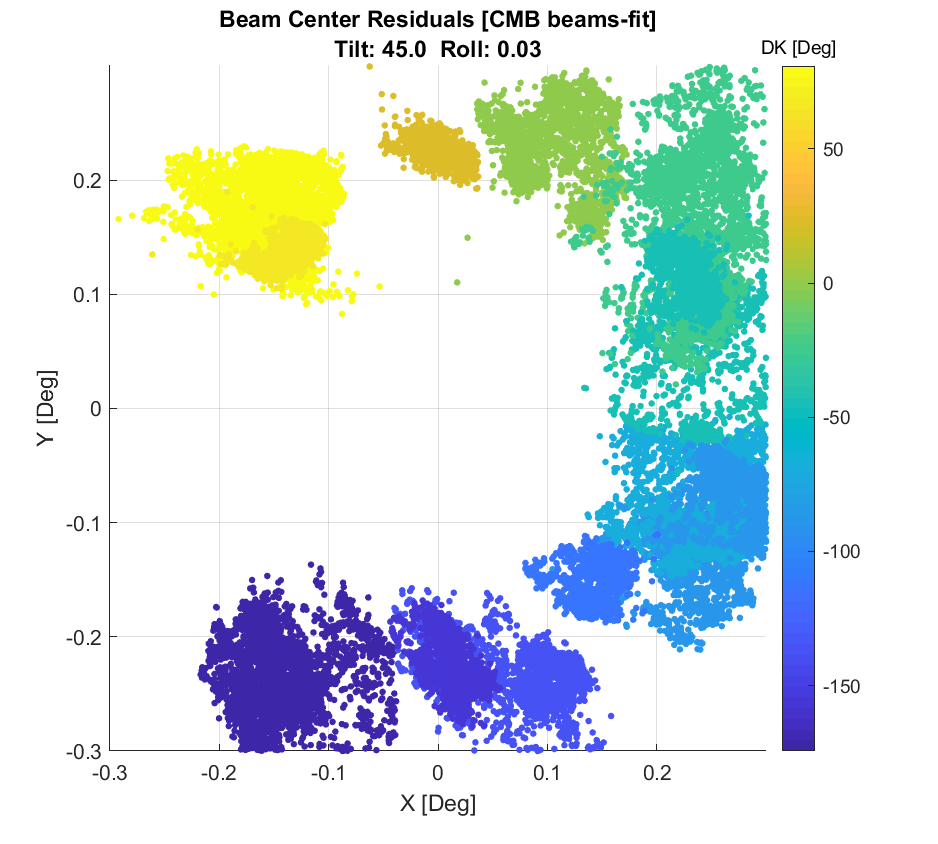 Beam Center Residuals [CMB beams-fit]
Tilt: 45.0  Roll: 0.03
DK [Deg]
50
0
-50
-100
-150
Y [Deg]
0.2
0.1
0
-0.1
-0.2
-0.3
-0.3 -0.2 -0.1 0 0.1 0.2
X [Deg]